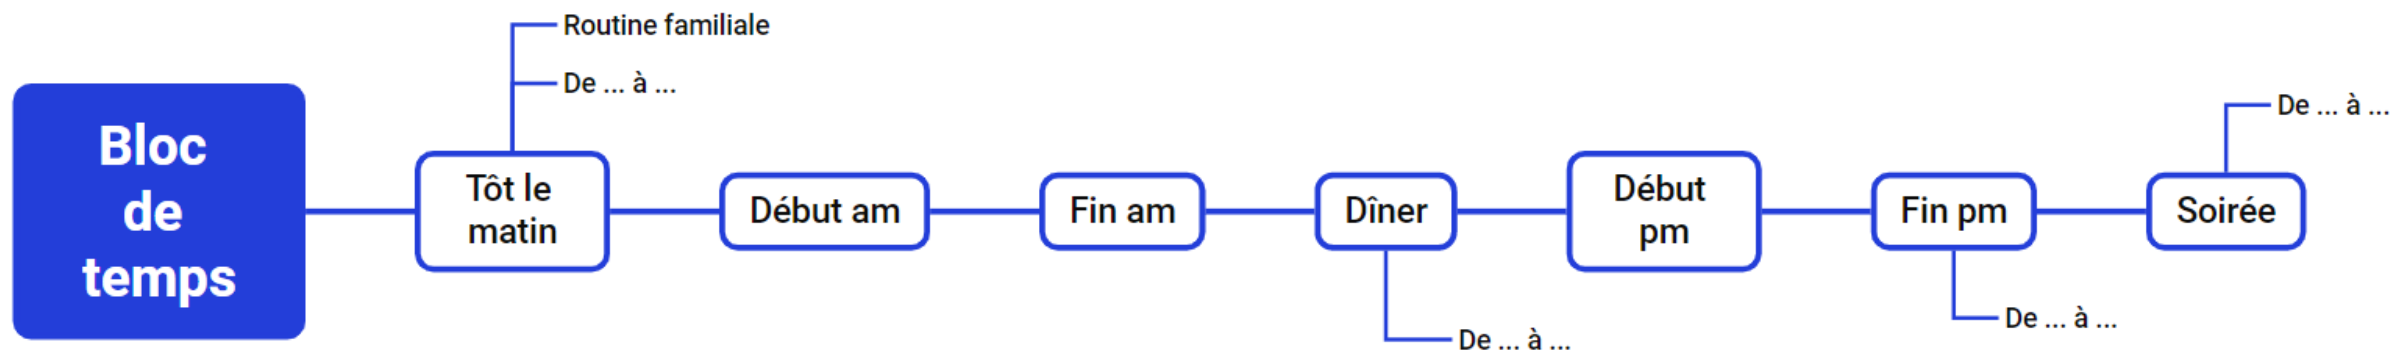 Bloc
de
temps
Routine familiale
De ... à ...
Tôt le
matin
Début am
Fin am
Dîner
De ... à ...
Début
pm
Fin pm
De ... à ...
Soirée
De ... à ...